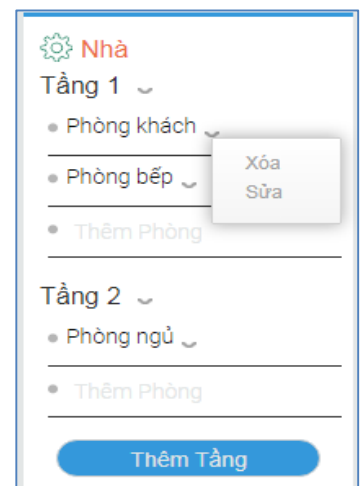 Nhà
Tầng 1
Phòng khách
Xóa
Phòng bếp
Sửa
Thêm Phòng
Tầng 2
Phòng ngủ
Thêm Phòng
Thêm Tầng